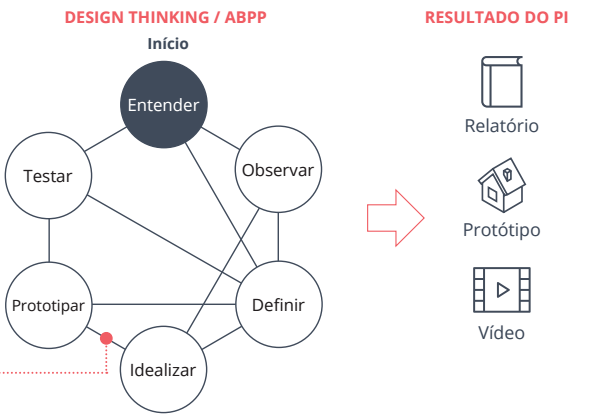 DESIGN THINKING / ABPP
Início
Entender
Observar
Definir
Idealizar
Prototipar
Testar
RESULTADO DO PI
Relatório
Protótipo
Vídeo